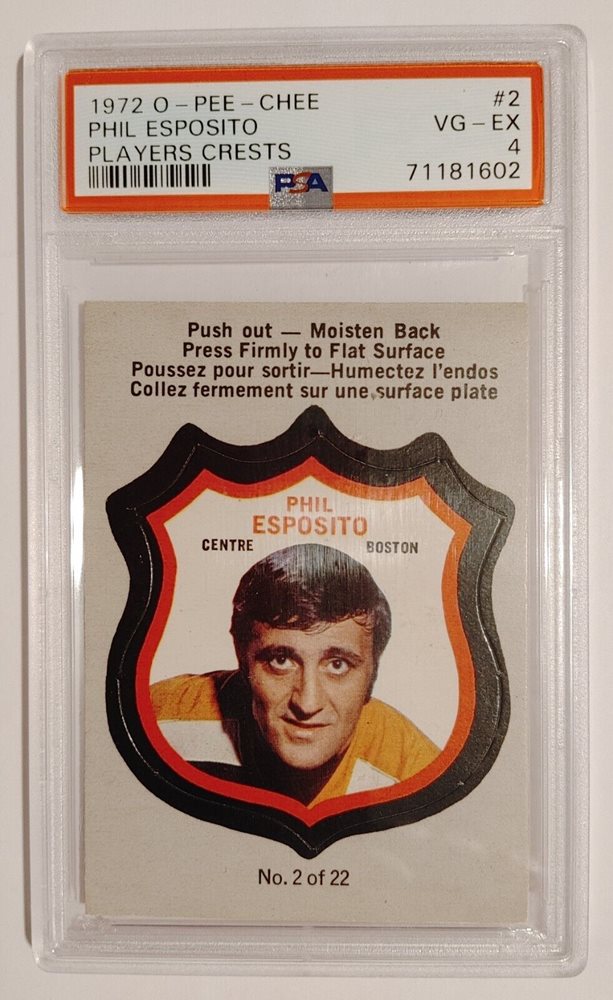 1972 O-PEE-CHEE #2
PHIL ESPOSITO VG-EX
PLAYERS CRESTS 4
PSA 71181602
Push out — Moisten Back
Press Firmly to Flat Surface
Poussez pour sortir—Humectez l'endos
Collez fermement sur une surface plate
PHIL
ESPOSITO
CENTRE BOSTON
No. 2 of 22